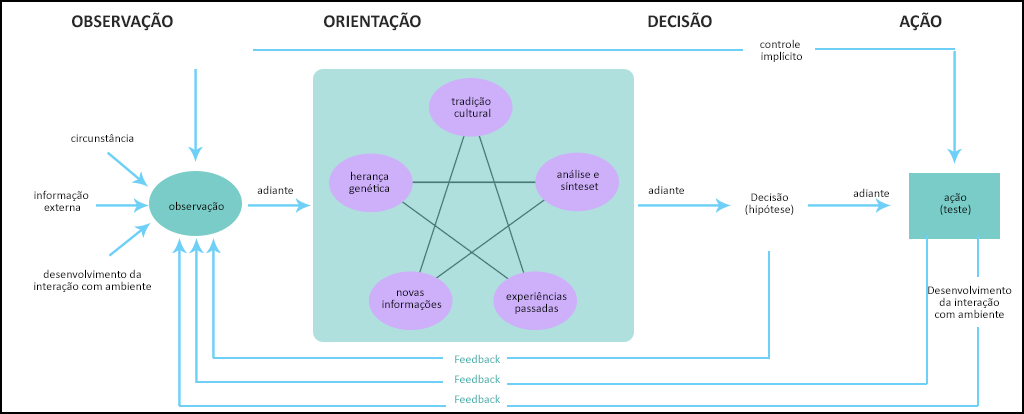 OBSERVAÇÃO
ORIENTAÇÃO
DECISÃO
AÇÃO
controle
implícito
circunstância
informação
externa
desenvolvimento da
interação com ambiente
observação
adiante
tradição
cultural
herança
genética
análise e
sínteset
novas
informações
experiências
passadas
adiante
Decisão
(hipótese)
adiante
ação
(teste)
Desenvolvimento
da interação
com ambiente
Feedback
Feedback
Feedback